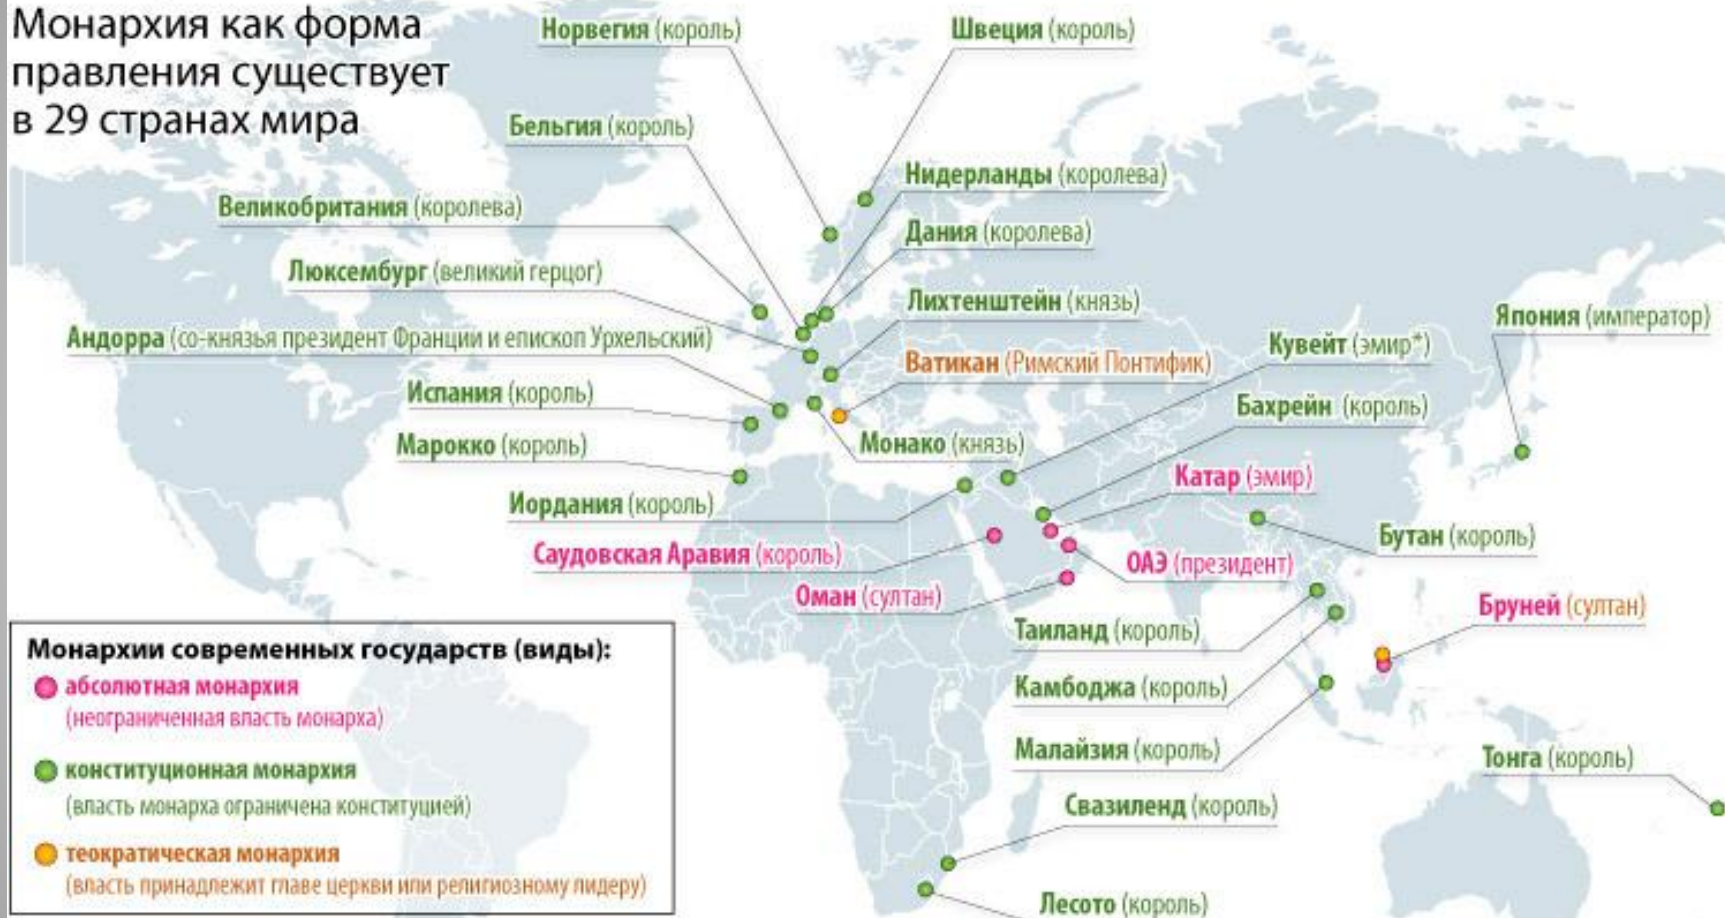 Монархия как форма
правления существует
в 29 странах мира
Норвегия (король)
Швеция (король)
Бельгия (король)
Нидерланды (королева)
Великобритания (королева)
Дания (королева)
Люксембург (великий герцог)
Лихтенштейн (князь)
Япония (император)
Андорра (со-князья президент Франции и епископ Урхельский)
Кувейт (эмир*)
Ватикан (Римский Понтифик)
Испания (король)
Бахрейн (король)
Марокко (король)
Монако (князь)
Катар (эмир)
Иордания (король)
Бутан (король)
Саудовская Аравия (король)
ОАЭ (президент)
Оман (султан)
Бруней (султан)
Таиланд (король)
Камбоджа (король)
Малайзия (король)
Тонга (король)
Свазиленд (король)
Лесото (король)
Монархии современных государств (виды):
абсолютная монархия
(неограниченная власть монарха)
конституционная монархия
(власть монарха ограничена конституцией)
теократическая монархия
(власть принадлежит главе церкви или религиозному лидеру)